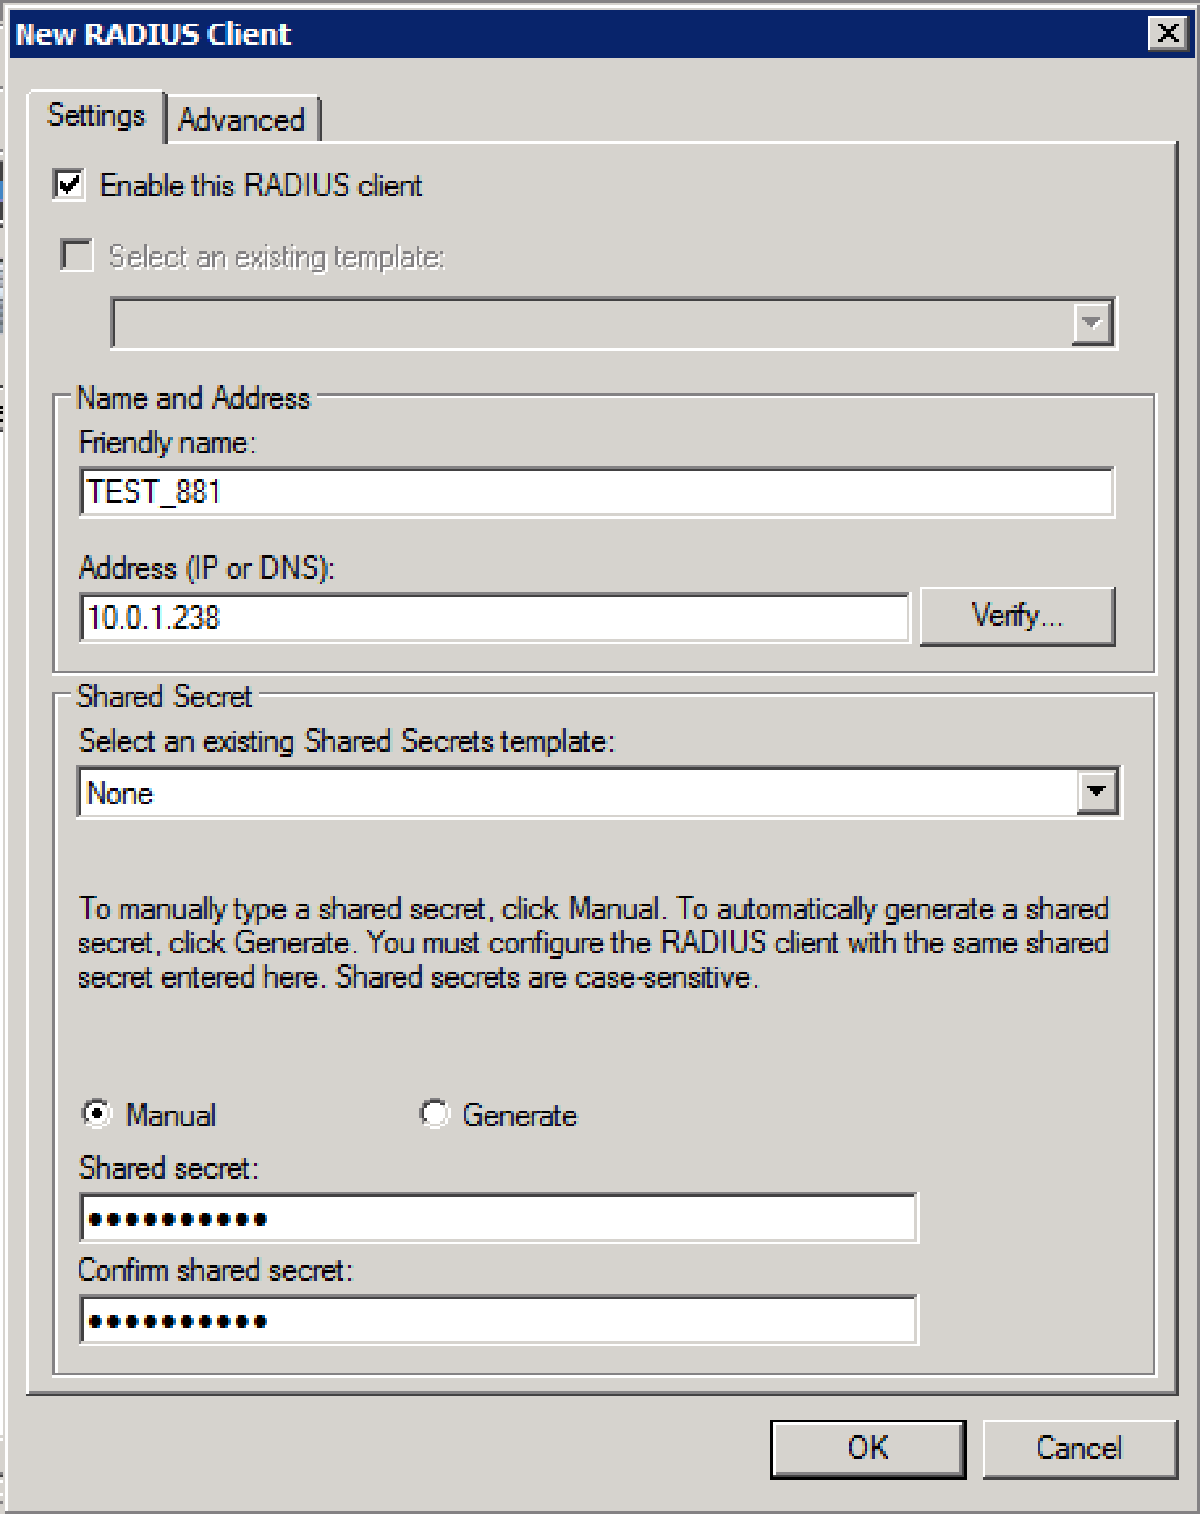 New RADIUS Client
Settings
Advanced
Enable this RADIUS client
Select an existing template:
Name and Address
Friendly name:
TEST_881
Address (IP or DNS):
10.0.1.238
Verify...
Shared Secret
Select an existing Shared Secrets template:
None
To manually type a shared secret, click Manual. To automatically generate a shared
secret, click Generate. You must configure the RADIUS client with the same shared
secret entered here. Shared secrets are case-sensitive.
Manual
Generate
Shared secret:
••••••••••
Confirm shared secret:
••••••••••
OK
Cancel